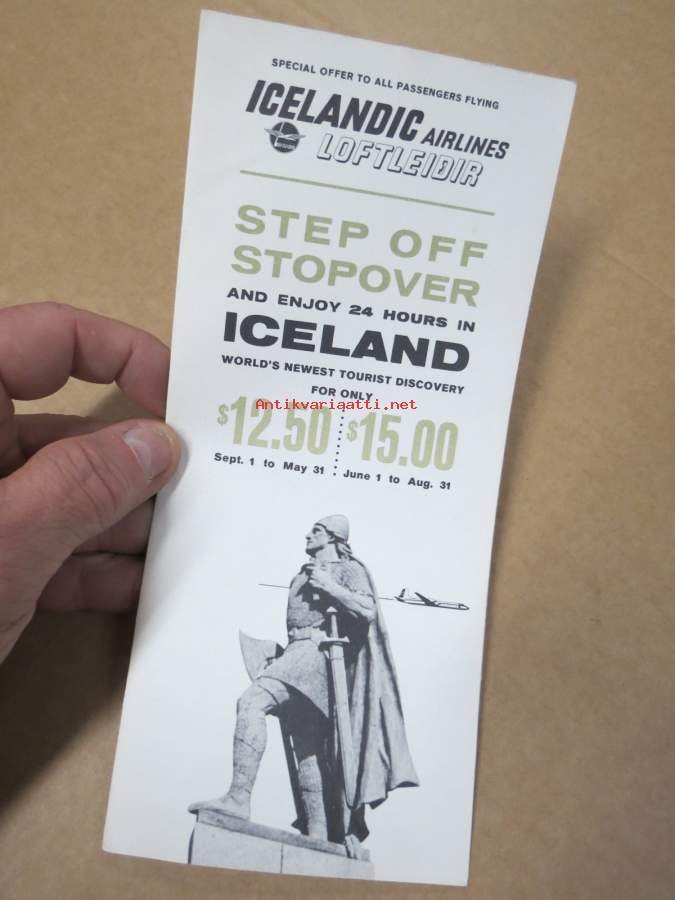 SPECIAL OFFER TO ALL PASSENGERS FLYING
ICELANDIC AIRLINES
LOFTLEIÐIR
STEP OFF
STOPOVER
AND ENJOY 24 HOURS IN
ICELAND
WORLD'S NEWEST TOURIST DISCOVERY
FOR ONLY
Antikvariaatti.net
$12.50 $15.00
Sept. 1 to May 31 June 1 to Aug. 31